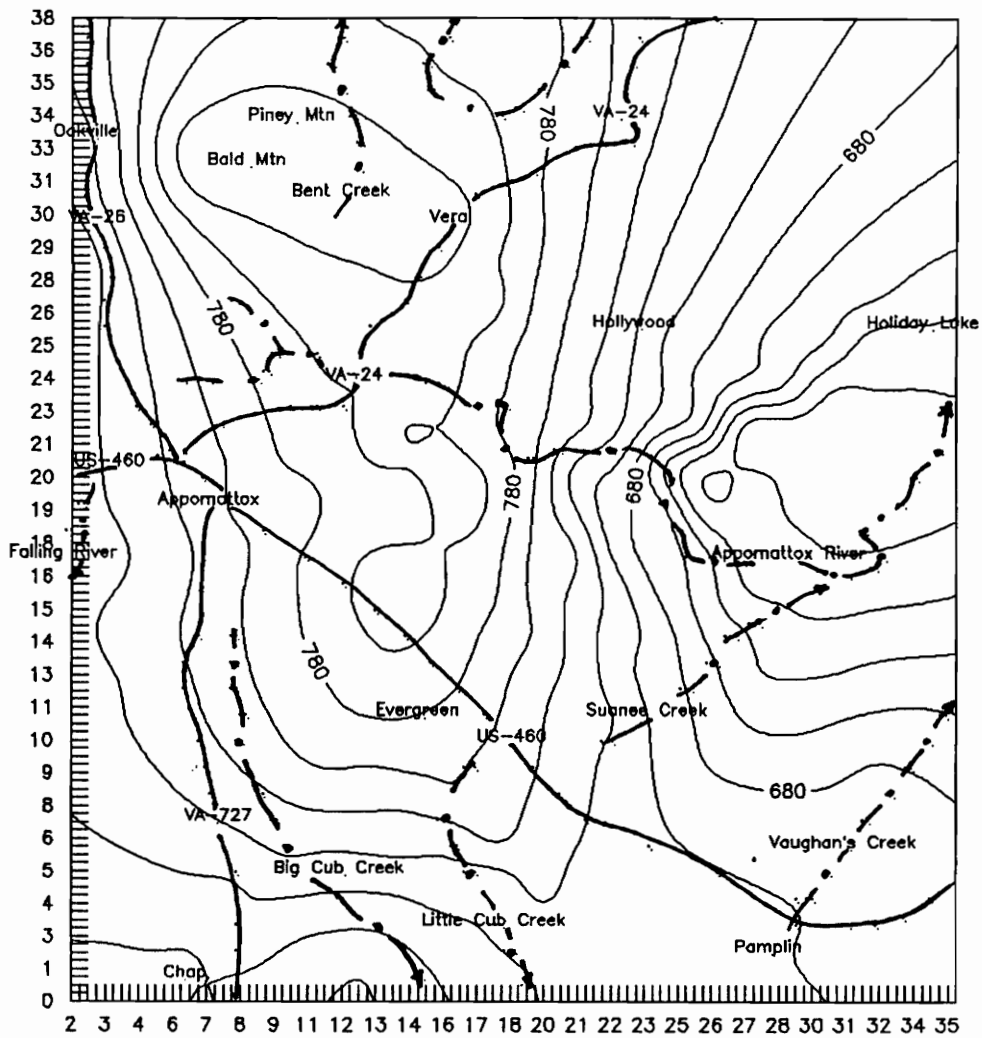 38
36
35
34
33
31
30
29
28
26
25
24
23
21
20
19
18
16
15
14
13
11
10
9
8
6
5
4
3
1
0
Piney Mtn
780
VA-24
Oakville
680
Bald Mtn
Bent Creek
VA-26
Vera
780
Hollywood
Holiday Lake
VA-24
US-460
680
780
Appomattox
Falling River
Appomattox River
780
Evergreen
Suanee Creek
US-460
680
VA-727
Vaughan's Creek
Big Cub Creek
Little Cub Creek
Pamplin
Chap
2 3 4 6 7 8 9 10 12 13 14 16 17 18 20 21 22 23 25 26 27 28 30 31 32 34 35